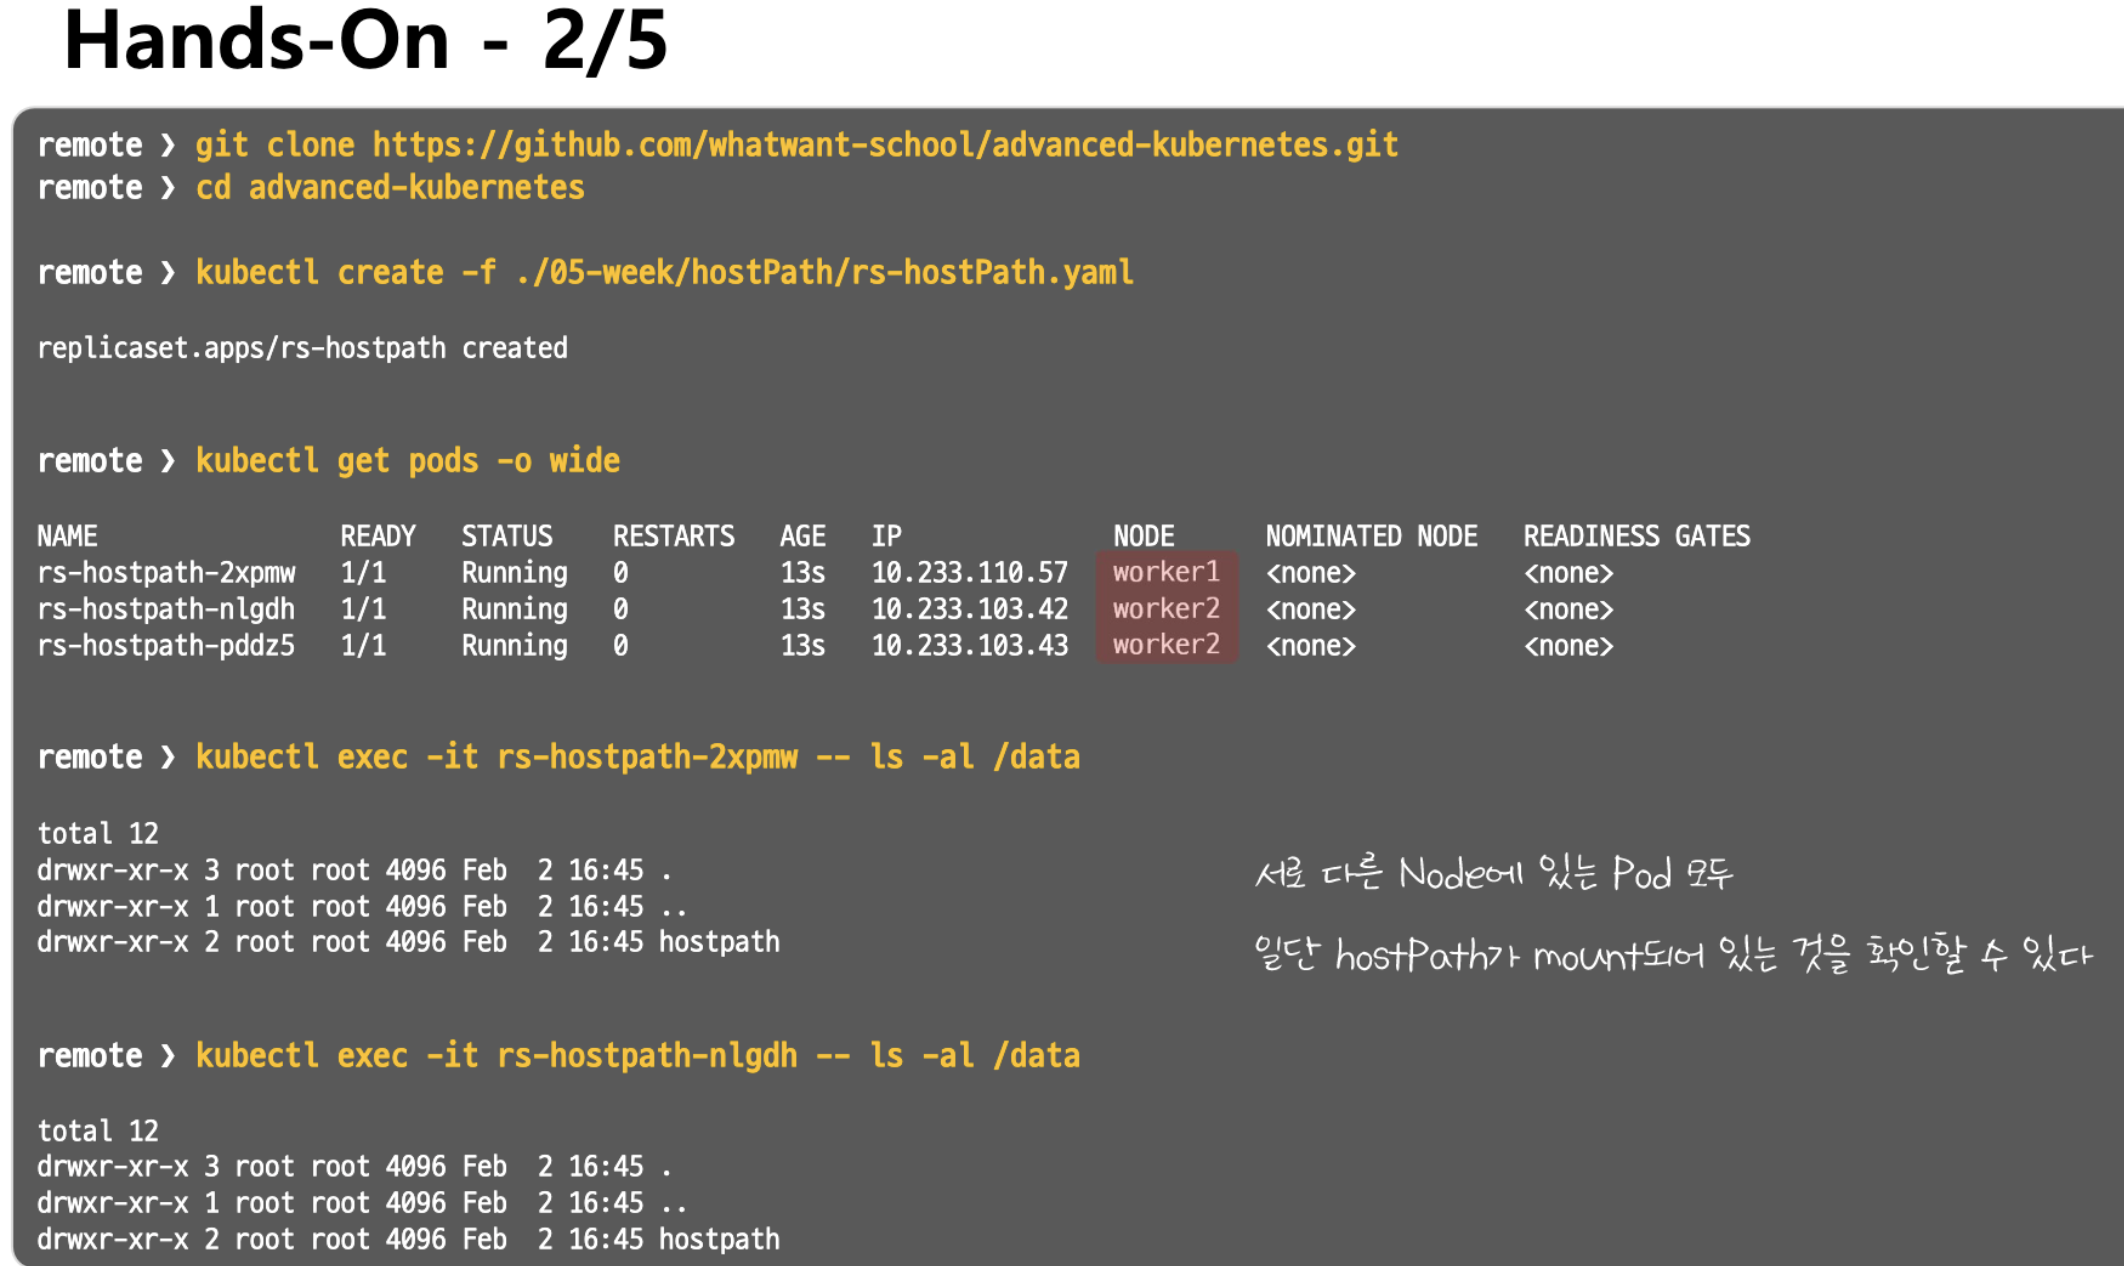 Hands-On - 2/5
remote ❯ git clone https://github.com/whatwant-school/advanced-kubernetes.git
remote ❯ cd advanced-kubernetes
remote ❯ kubectl create -f ./05-week/hostPath/rs-hostPath.yaml
replicaset.apps/rs-hostpath created
remote ❯ kubectl get pods -o wide
NAME READY STATUS RESTARTS AGE IP NODE NOMINATED NODE READINESS GATES
rs-hostpath-2xpmw 1/1 Running 0 13s 10.233.110.57 worker1 <none> <none>
rs-hostpath-nlgdh 1/1 Running 0 13s 10.233.103.42 worker2 <none> <none>
rs-hostpath-pddz5 1/1 Running 0 13s 10.233.103.43 worker2 <none> <none>
remote ❯ kubectl exec -it rs-hostpath-2xpmw -- ls -al /data
total 12
drwxr-xr-x 3 root root 4096 Feb  2 16:45 .
drwxr-xr-x 1 root root 4096 Feb  2 16:45 ..
drwxr-xr-x 2 root root 4096 Feb  2 16:45 hostpath
서로 다른 Node에 있는 Pod 모두
일단 hostPath가 mount되어 있는 것을 확인할 수 있다
remote ❯ kubectl exec -it rs-hostpath-nlgdh -- ls -al /data
total 12
drwxr-xr-x 3 root root 4096 Feb  2 16:45 .
drwxr-xr-x 1 root root 4096 Feb  2 16:45 ..
drwxr-xr-x 2 root root 4096 Feb  2 16:45 hostpath